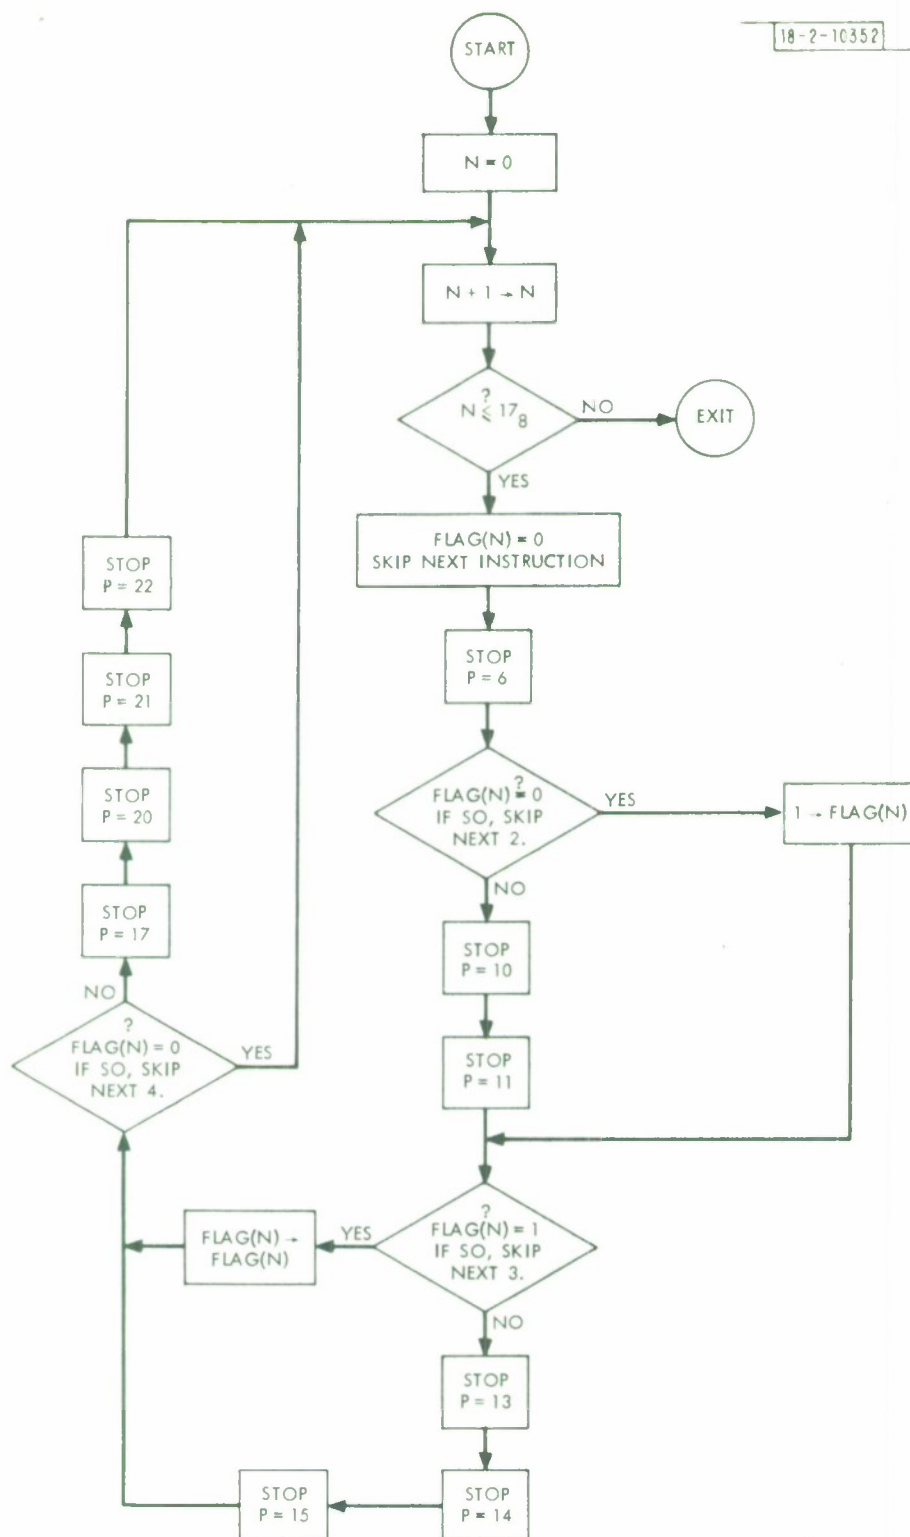 18-2-10352
START
N = 0
N + 1 → N
?
N ≤ 17₈
NO
EXIT
YES
FLAG(N) = 0
SKIP NEXT INSTRUCTION
STOP
P = 6
?
FLAG(N) = 0
IF SO, SKIP
NEXT 2.
YES
1 → FLAG(N)
NO
STOP
P = 10
STOP
P = 11
?
FLAG(N) = 1
IF SO, SKIP
NEXT 3.
YES
FLAG(N) →
FLAG(N)
NO
STOP
P = 13
STOP
P = 14
STOP
P = 15
?
FLAG(N) = 0
IF SO, SKIP
NEXT 4.
YES
NO
STOP
P = 17
STOP
P = 20
STOP
P = 21
STOP
P = 22